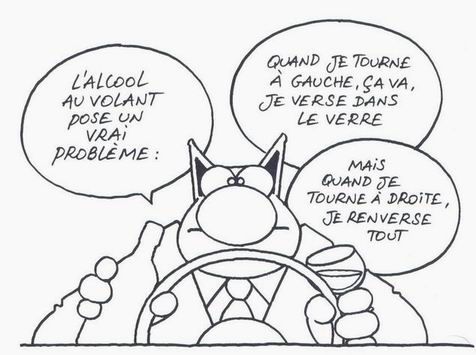 L'ALCOOL
AU VOLANT
POSE UN
VRAI
PROBLÈME :
QUAND JE TOURNE
À GAUCHE, ÇA VA,
JE VERSE DANS
LE VERRE
MAIS
QUAND JE
TOURNE À DROITE,
JE RENVERSE
TOUT